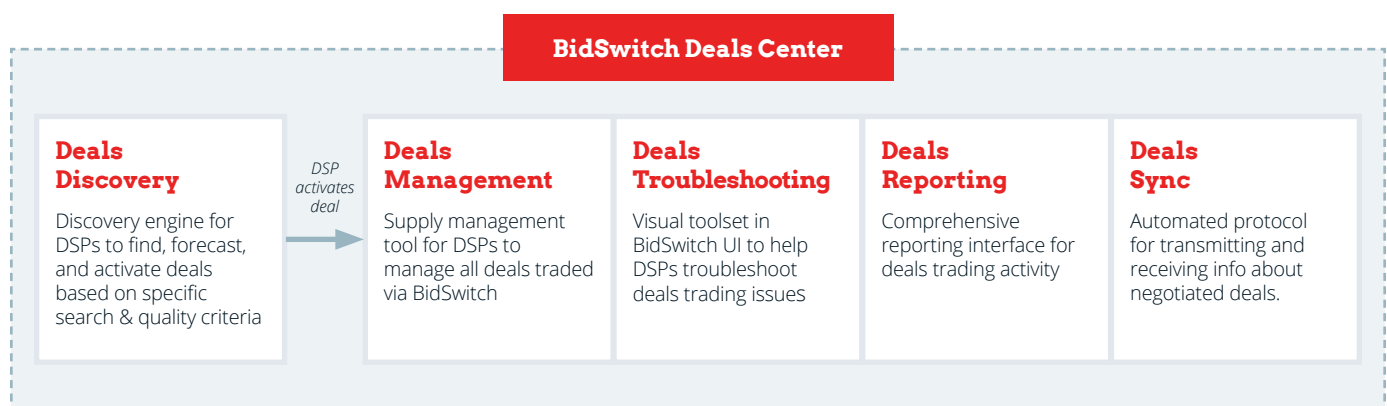 BidSwitch Deals Center
Deals
Discovery
Discovery engine for
DSPs to find, forecast,
and activate deals
based on specific
search & quality criteria
DSP
activates
deal
Deals
Management
Supply management
tool for DSPs to
manage all deals traded
via BidSwitch
Deals
Troubleshooting
Visual toolset in
BidSwitch UI to help
DSPs troubleshoot
deals trading issues
Deals
Reporting
Comprehensive
reporting interface for
deals trading activity
Deals
Sync
Automated protocol
for transmitting and
receiving info about
negotiated deals.